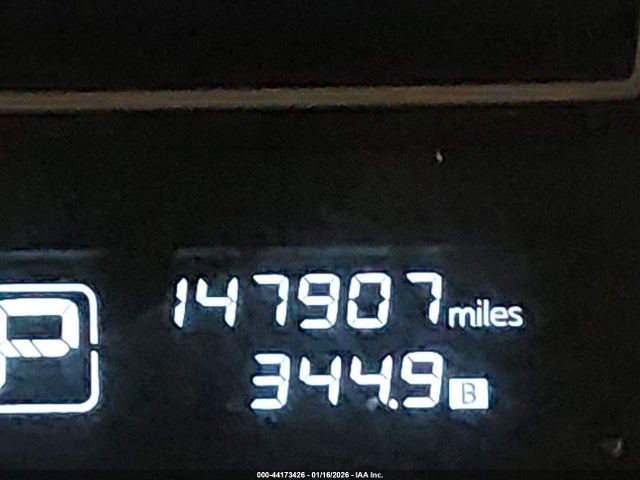 147907 miles
P
344.9 B
000-44173426 - 01/16/2026 - IAA Inc.